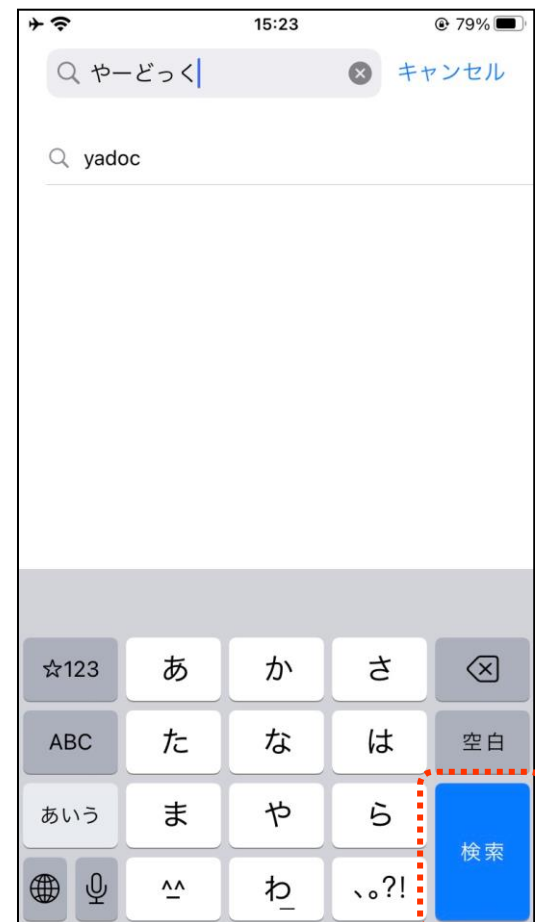 15:23 79%
やーどっく キャンセル
yadoc
☆123 あ か さ
ABC た な は 空白
あいう ま や ら 検索
^^ わ 、。?!